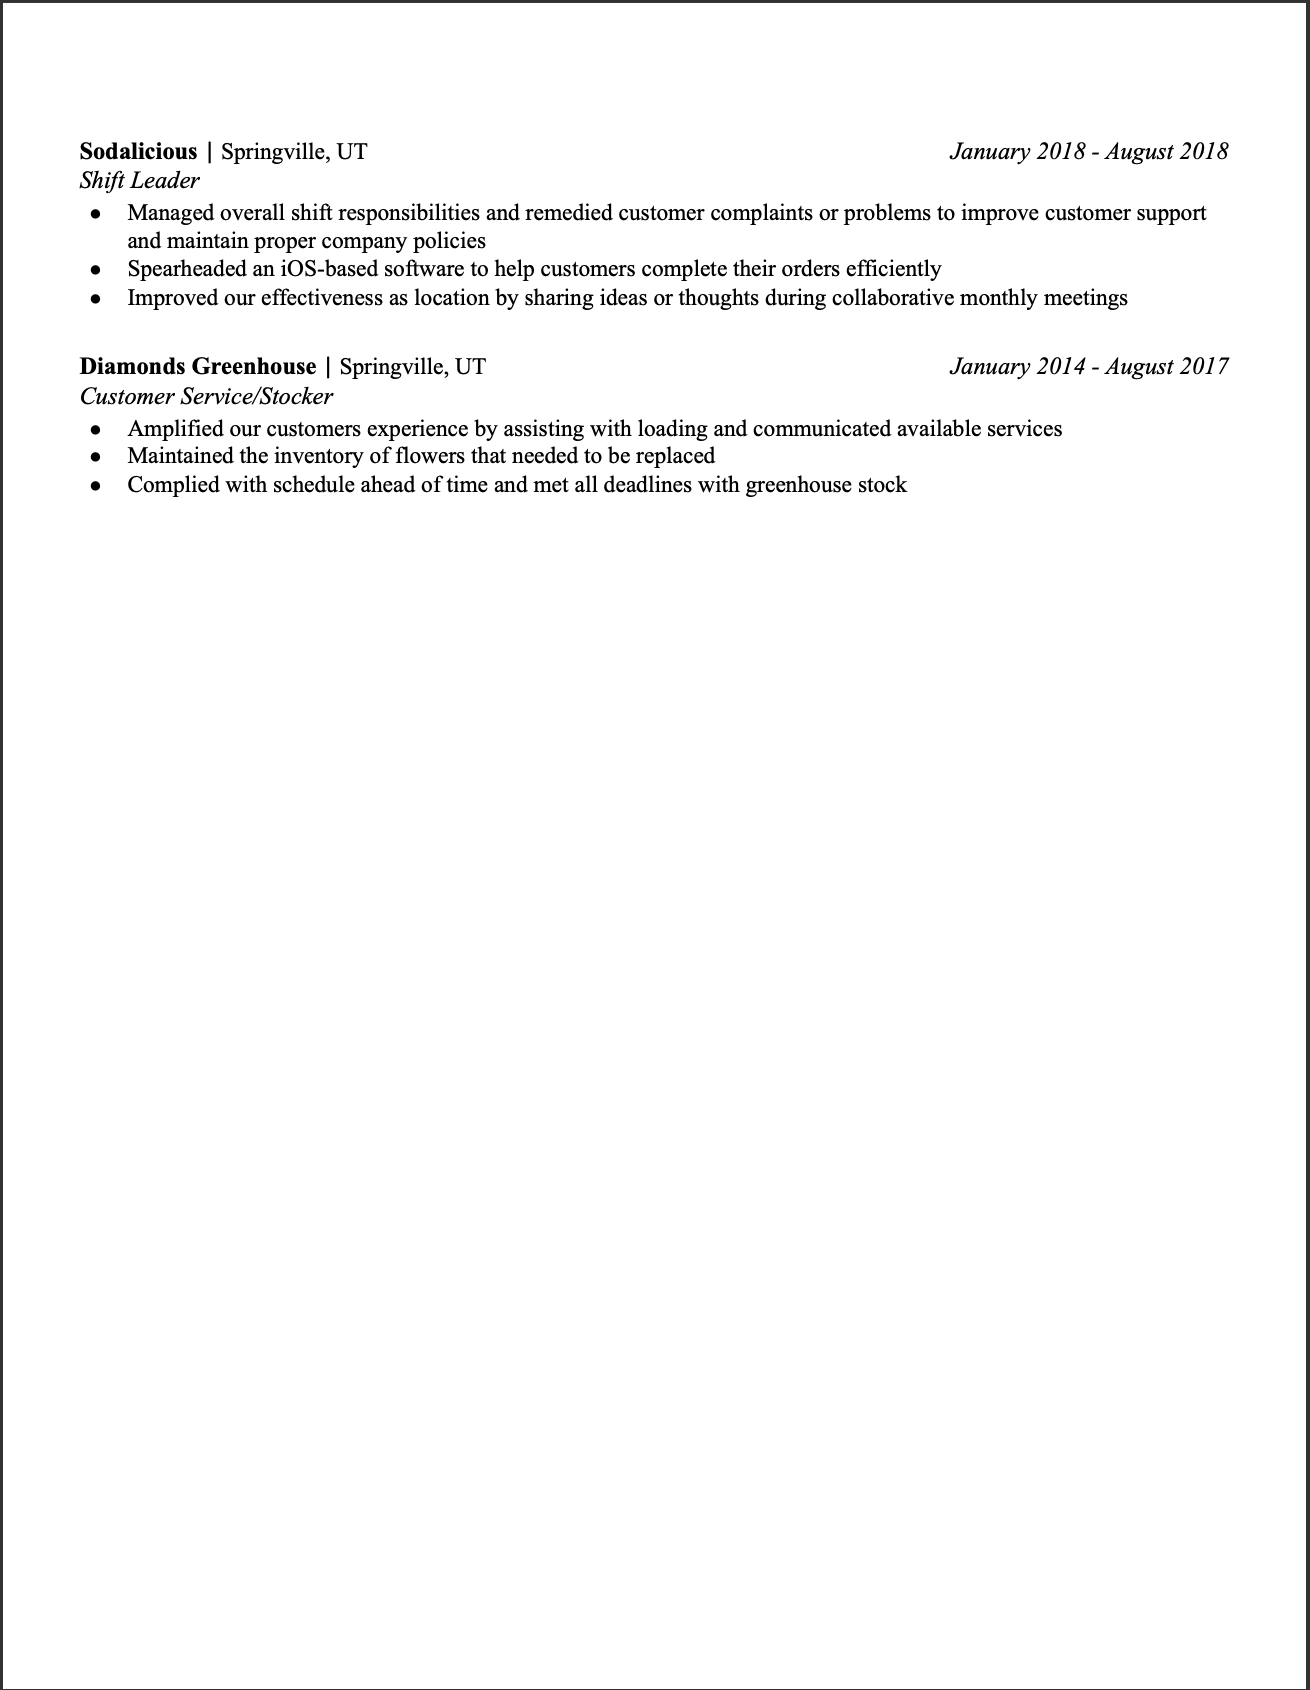 Sodalicious | Springville, UT January 2018 - August 2018
Shift Leader
● Managed overall shift responsibilities and remedied customer complaints or problems to improve customer support
and maintain proper company policies
● Spearheaded an iOS-based software to help customers complete their orders efficiently
● Improved our effectiveness as location by sharing ideas or thoughts during collaborative monthly meetings
Diamonds Greenhouse | Springville, UT January 2014 - August 2017
Customer Service/Stocker
● Amplified our customers experience by assisting with loading and communicated available services
● Maintained the inventory of flowers that needed to be replaced
● Complied with schedule ahead of time and met all deadlines with greenhouse stock